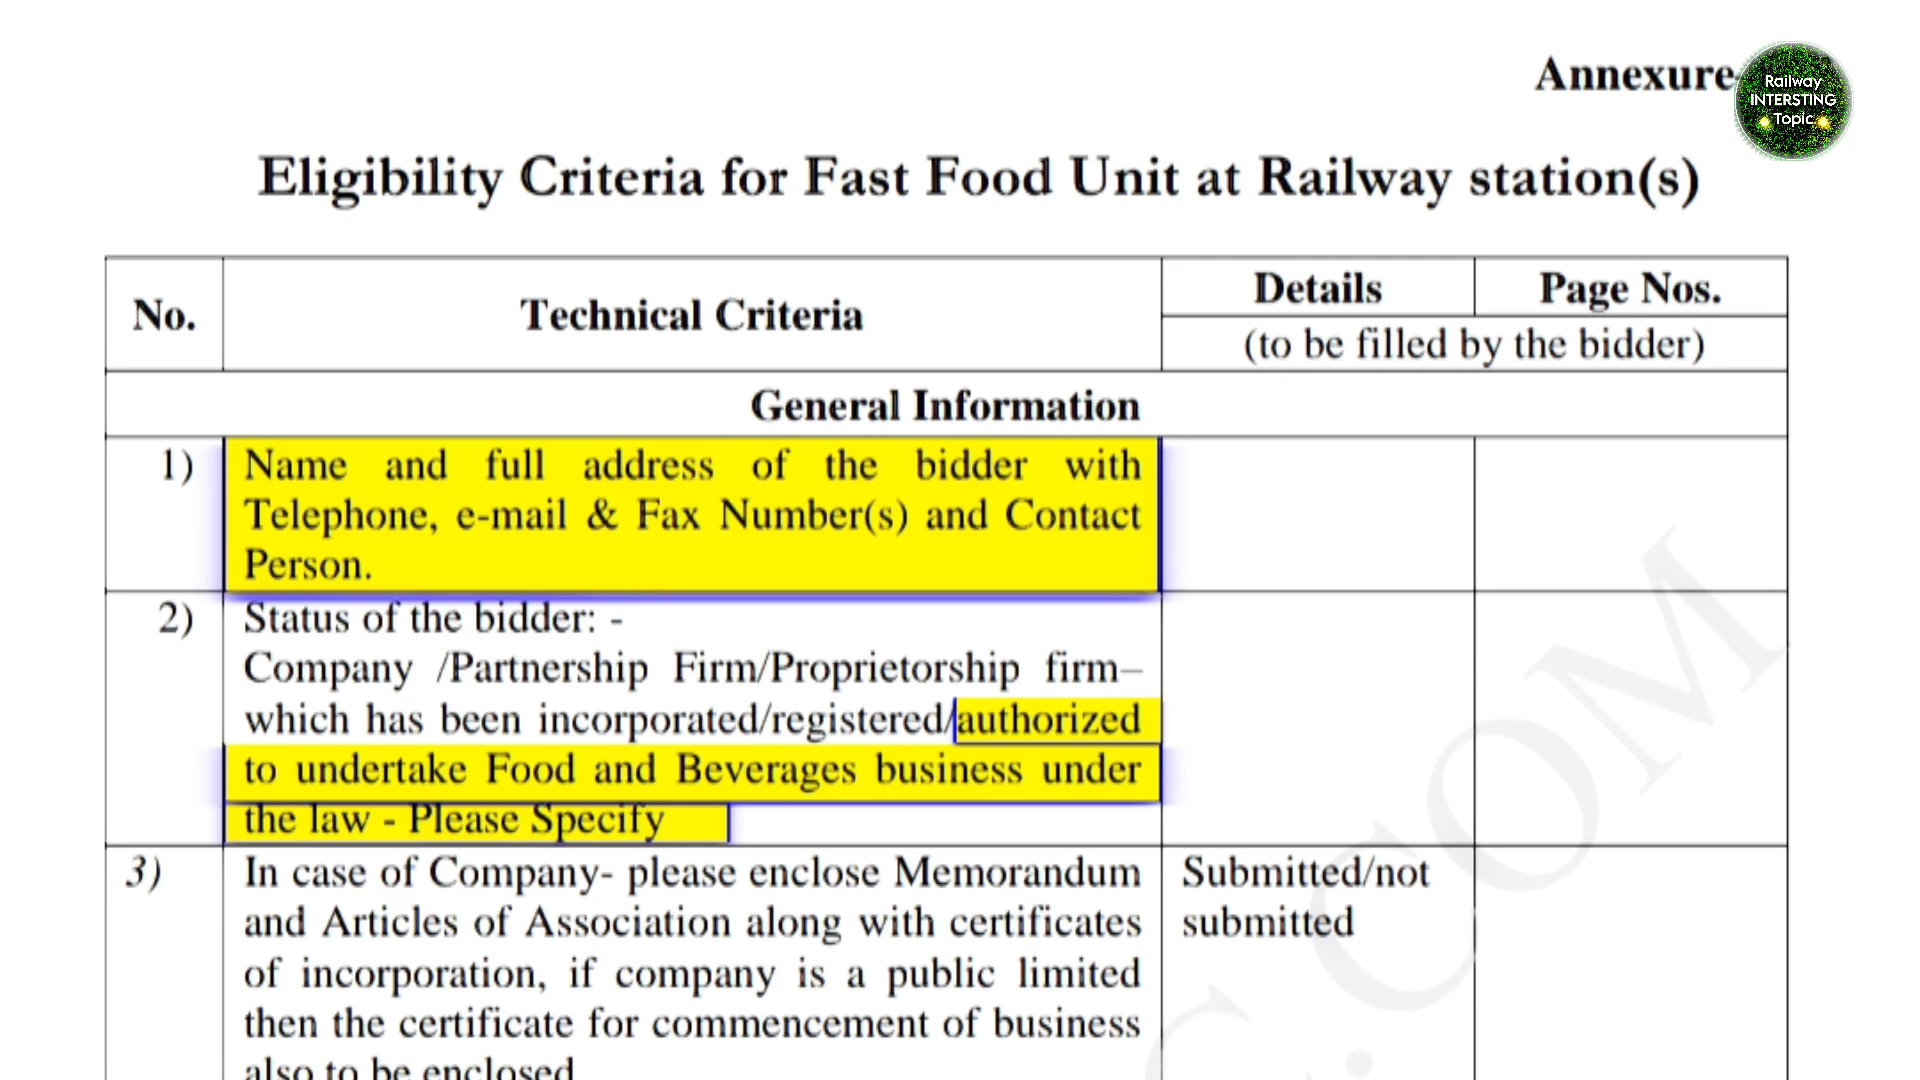 Annexure
Railway
INTERSTING
Topic
Eligibility Criteria for Fast Food Unit at Railway station(s)
No.
Technical Criteria
Details
Page Nos.
(to be filled by the bidder)
General Information
1)
Name and full address of the bidder with
Telephone, e-mail & Fax Number(s) and Contact
Person.
2)
Status of the bidder: -
Company /Partnership Firm/Proprietorship firm–
which has been incorporated/registered/authorized
to undertake Food and Beverages business under
the law - Please Specify
3)
In case of Company- please enclose Memorandum
and Articles of Association along with certificates
of incorporation, if company is a public limited
then the certificate for commencement of business
also to be enclosed
Submitted/not
submitted
C.COM